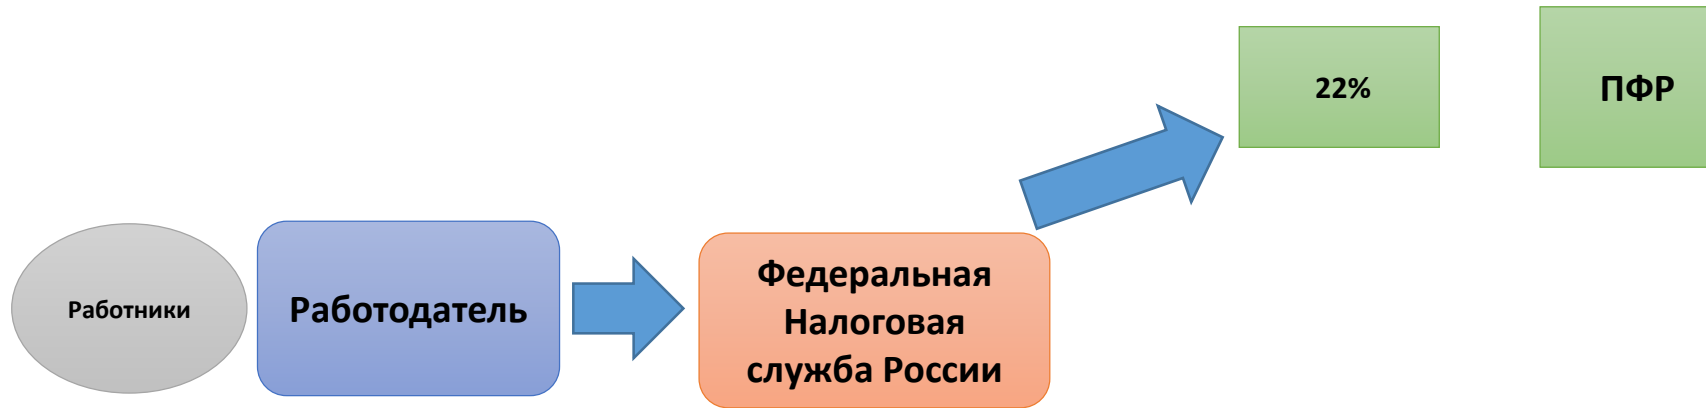 22%
ПФР
Работники
Работодатель
Федеральная
Налоговая
служба России